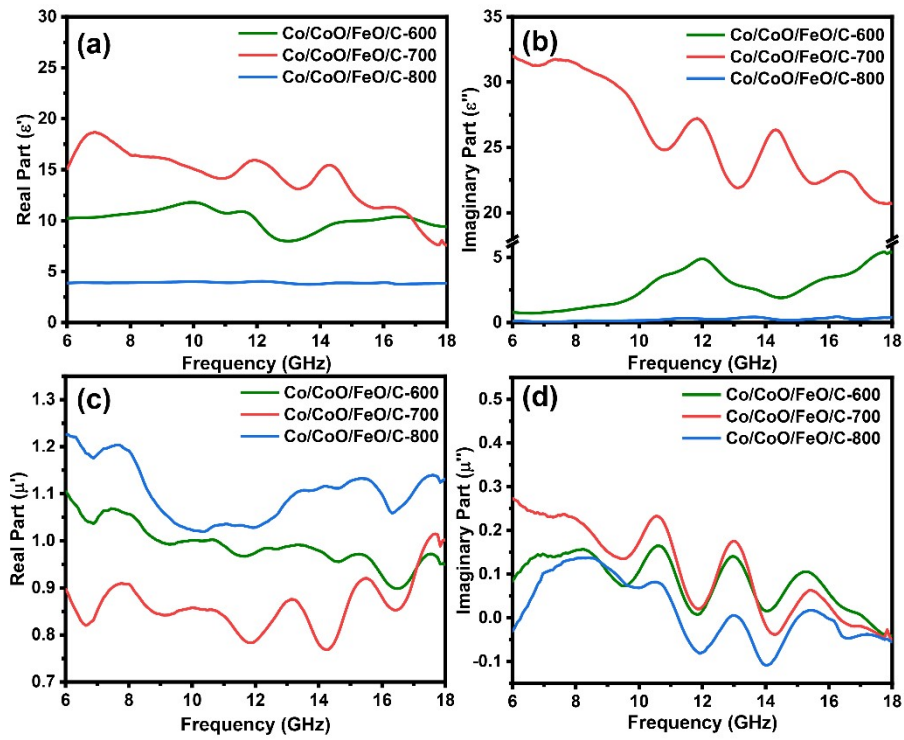 (a)
Co/CoO/FeO/C-600
Co/CoO/FeO/C-700
Co/CoO/FeO/C-800
Real Part (ε')
30
25
20
15
10
5
0
6 8 10 12 14 16 18
Frequency (GHz)
(b)
Co/CoO/FeO/C-600
Co/CoO/FeO/C-700
Co/CoO/FeO/C-800
Imaginary Part (ε'')
35
30
25
20
5
0
6 8 10 12 14 16 18
Frequency (GHz)
(c)
Co/CoO/FeO/C-600
Co/CoO/FeO/C-700
Co/CoO/FeO/C-800
Real Part (μ')
1.3
1.2
1.1
1.0
0.9
0.8
0.7
6 8 10 12 14 16 18
Frequency (GHz)
(d)
Co/CoO/FeO/C-600
Co/CoO/FeO/C-700
Co/CoO/FeO/C-800
Imaginary Part (μ'')
0.5
0.4
0.3
0.2
0.1
0.0
-0.1
6 8 10 12 14 16 18
Frequency (GHz)